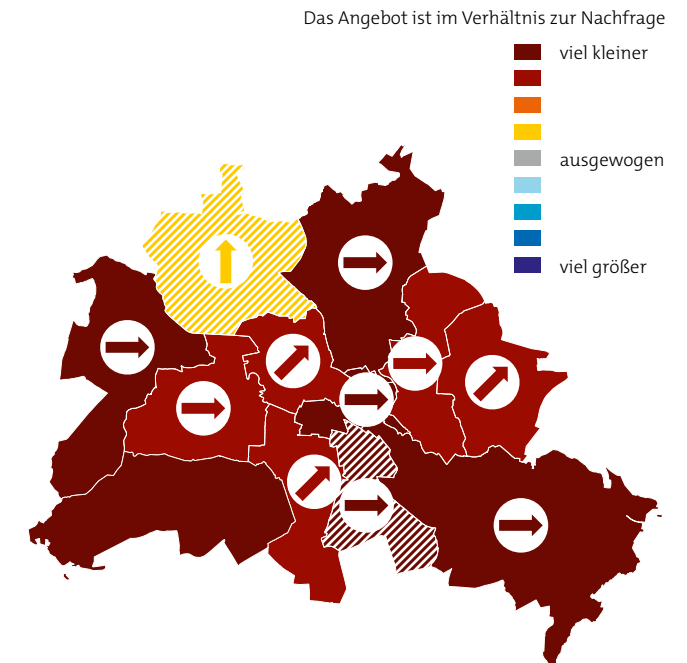 Das Angebot ist im Verhältnis zur Nachfrage
viel kleiner
ausgewogen
viel größer